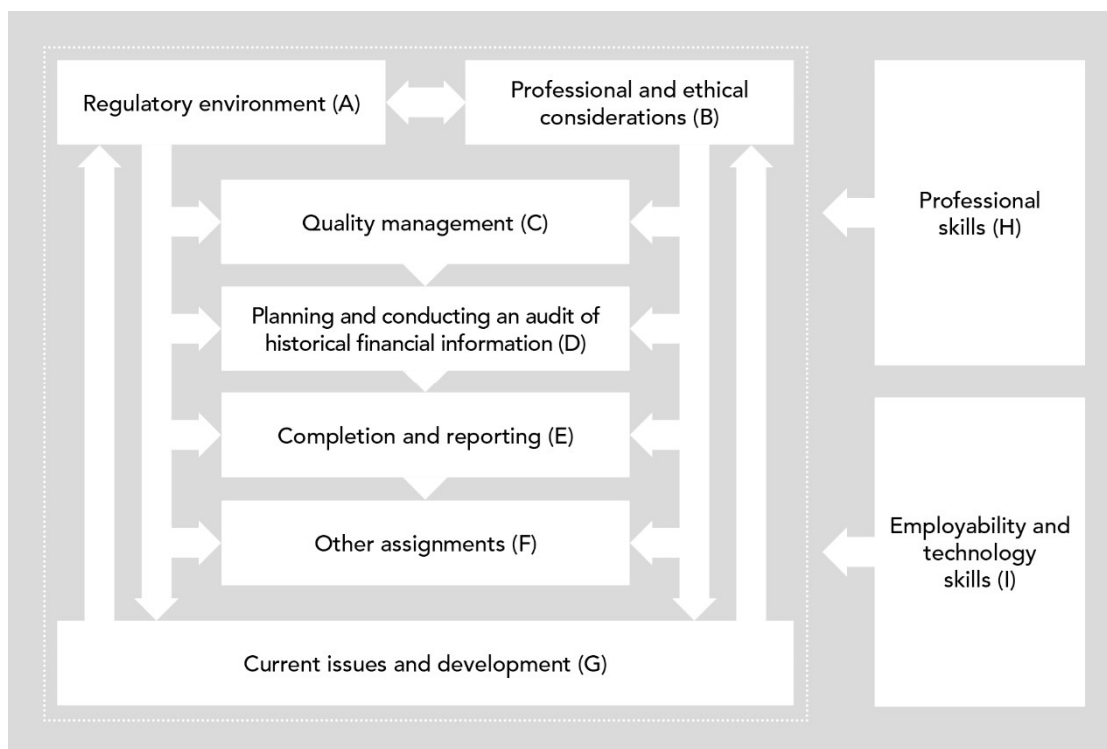 Regulatory environment (A)
Professional and ethical
considerations (B)
Quality management (C)
Planning and conducting an audit of
historical financial information (D)
Completion and reporting (E)
Other assignments (F)
Current issues and development (G)
Professional
skills (H)
Employability and
technology
skills (I)